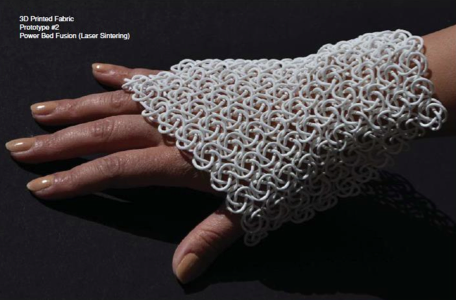 3D Printed Fabric
Prototype #2
Power Bed Fusion (Laser Sintering)